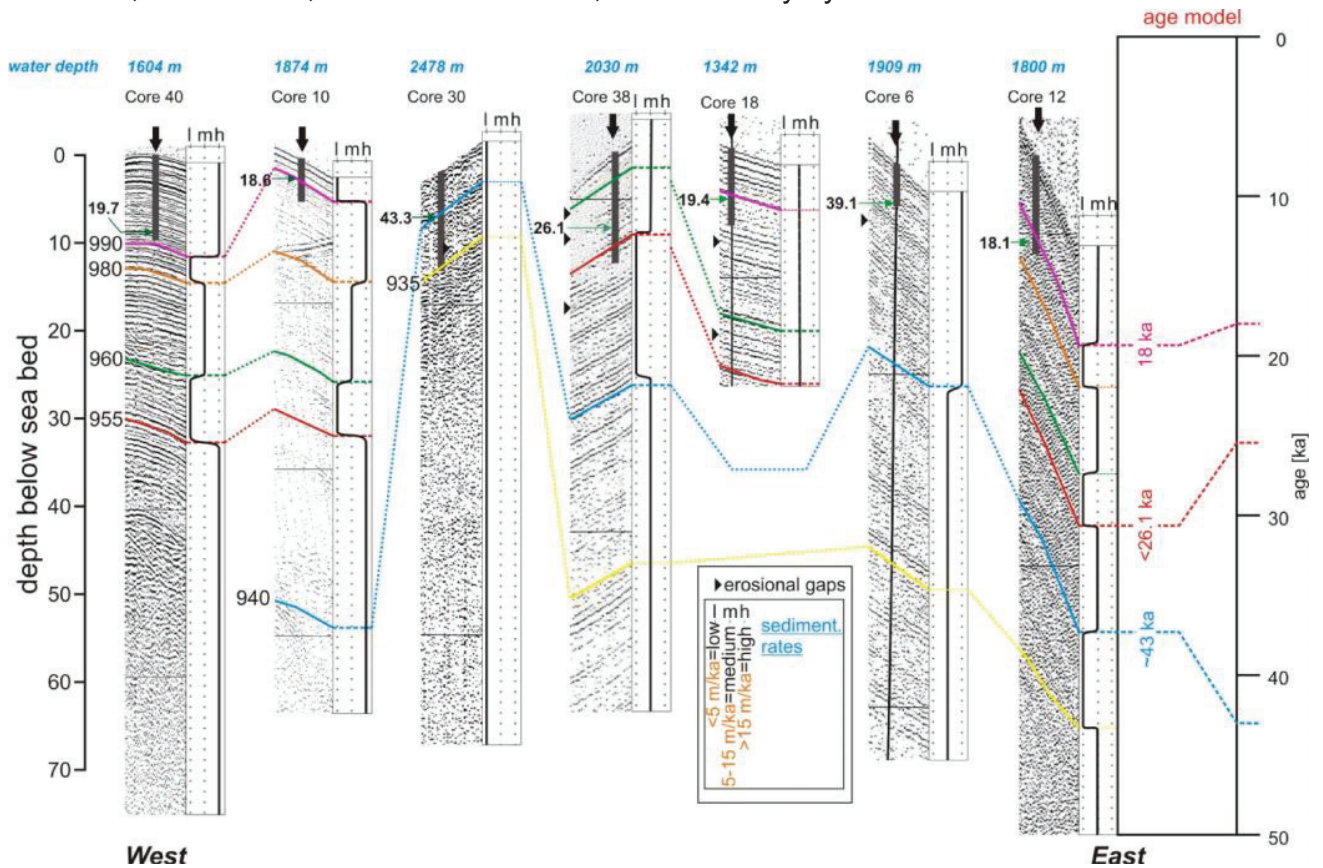 age model
water depth 1604 m 1874 m 2478 m 2030 m 1342 m 1909 m 1800 m
Core 40 Core 10 Core 30 Core 38 Core 18 Core 6 Core 12
l mh l mh l mh l mh l mh l mh l mh
depth below sea bed
0
10
20
30
40
50
60
70
19.7
990
980
960
955
18.6
940
43.3
935
26.1
19.4
39.1
18.1
erosional gaps
l mh
<5 m/ka=low
5-15 m/ka=medium
>15 m/ka=high
sediment.
rates
18 ka
<26.1 ka
~43 ka
0
10
20
30
40
50
age [ka]
West East